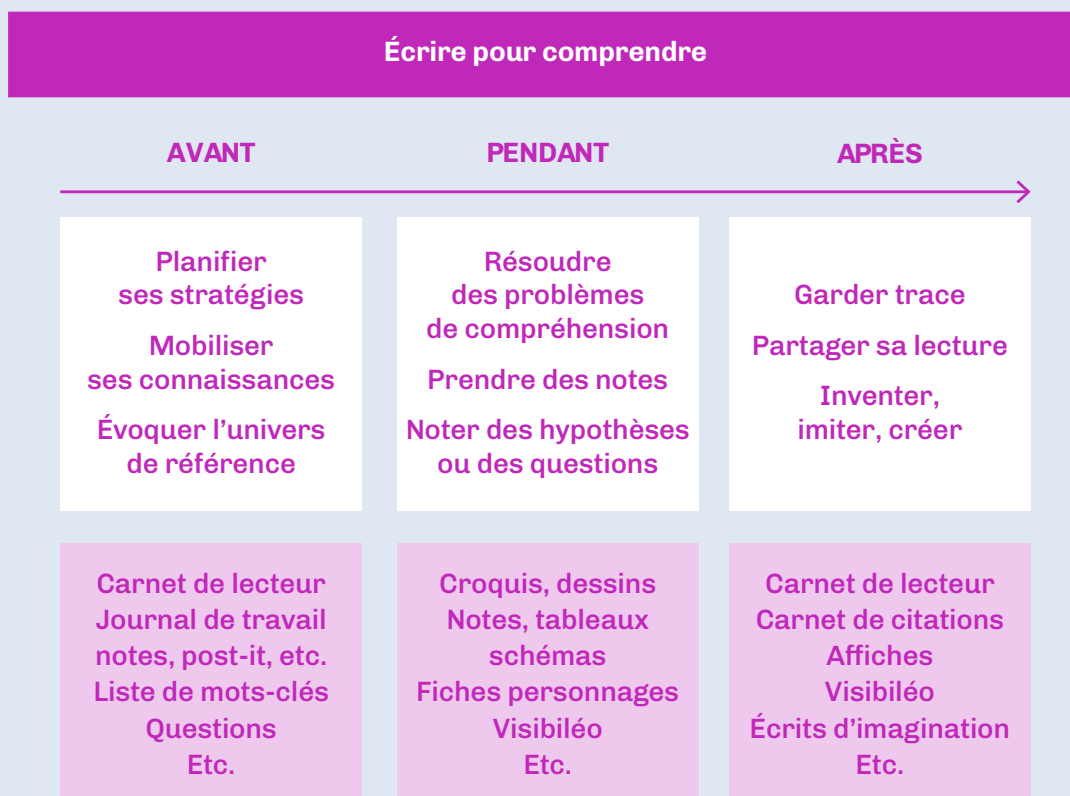 Écrire pour comprendre
AVANT
PENDANT
APRÈS
Planifier
ses stratégies
Mobiliser
ses connaissances
Évoquer l’univers
de référence
Résoudre
des problèmes
de compréhension
Prendre des notes
Noter des hypothèses
ou des questions
Garder trace
Partager sa lecture
Inventer,
imiter, créer
Carnet de lecteur
Journal de travail
notes, post-it, etc.
Liste de mots-clés
Questions
Etc.
Croquis, dessins
Notes, tableaux
schémas
Fiches personnages
Visibiléo
Etc.
Carnet de lecteur
Carnet de citations
Affiches
Visibiléo
Écrits d’imagination
Etc.